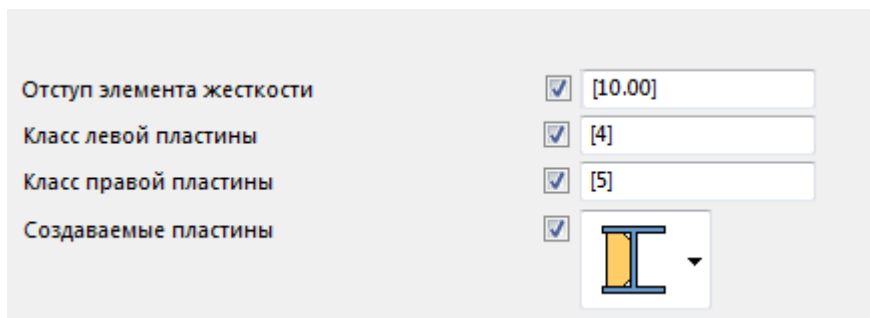 Отступ элемента жесткости [10.00]
Класс левой пластины [4]
Класс правой пластины [5]
Создаваемые пластины